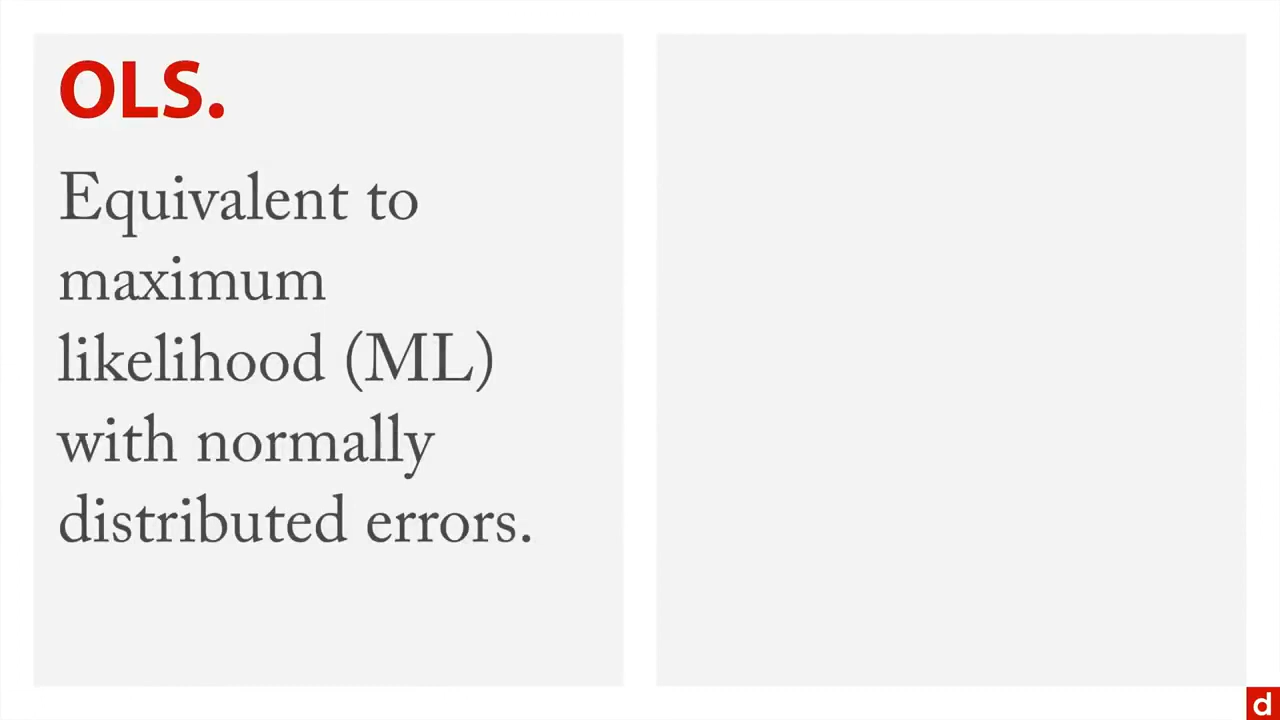 OLS.
Equivalent to
maximum
likelihood (ML)
with normally
distributed errors.
d